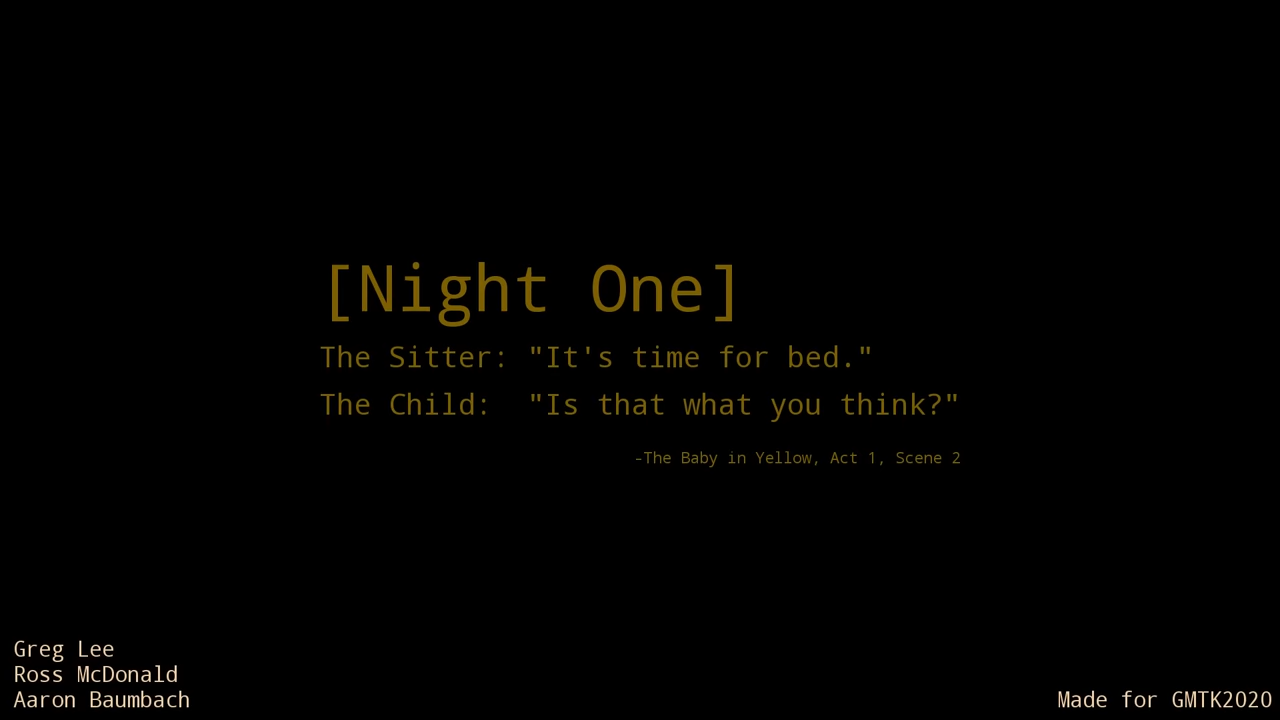 [Night One]
The Sitter: "It's time for bed."
The Child:  "Is that what you think?"
-The Baby in Yellow, Act 1, Scene 2
Greg Lee
Ross McDonald
Aaron Baumbach
Made for GMTK2020